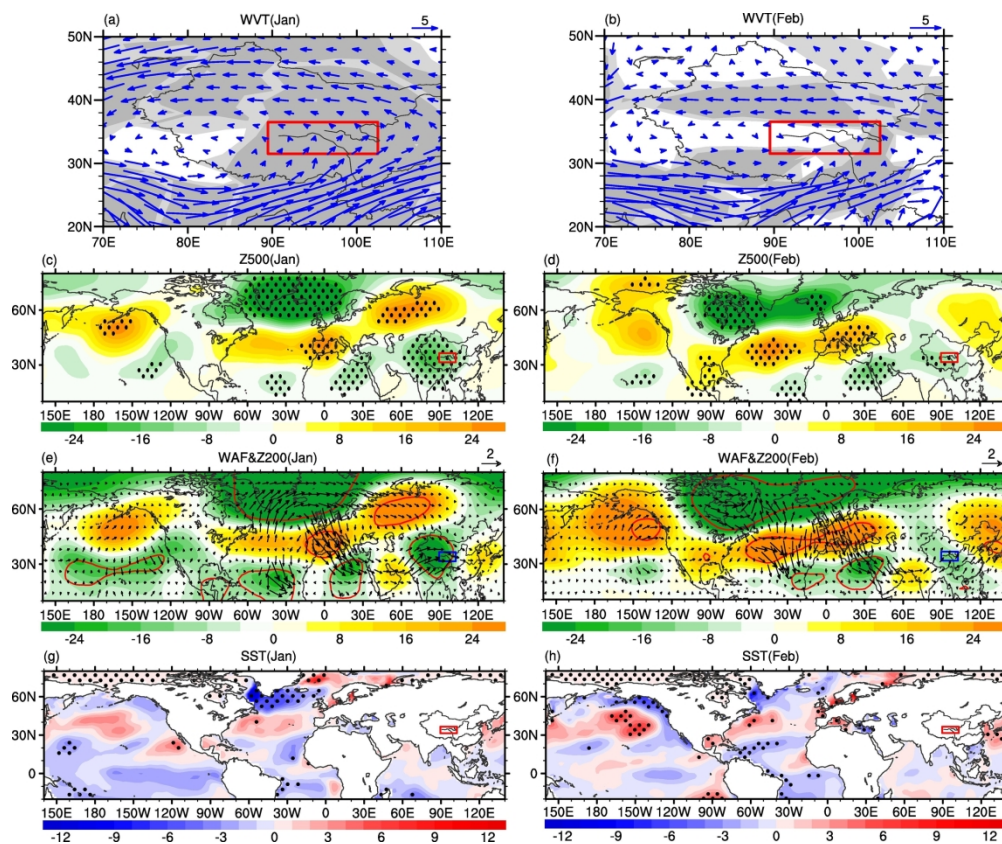 (a) WVT(Jan) 5
50N
40N
30N
20N
70E 80E 90E 100E 110E
(b) WVT(Feb) 5
50N
40N
30N
20N
70E 80E 90E 100E 110E
(c) Z500(Jan)
60N
30N
150E 180 150W 120W 90W 60W 30W 0 30E 60E 90E 120E
-24 -16 -8 0 8 16 24
(d) Z500(Feb)
60N
30N
150E 180 150W 120W 90W 60W 30W 0 30E 60E 90E 120E
-24 -16 -8 0 8 16 24
(e) WAF&Z200(Jan) 2
60N
30N
150E 180 150W 120W 90W 60W 30W 0 30E 60E 90E 120E
-24 -16 -8 0 8 16 24
(f) WAF&Z200(Feb) 2
60N
30N
150E 180 150W 120W 90W 60W 30W 0 30E 60E 90E 120E
-24 -16 -8 0 8 16 24
(g) SST(Jan)
60N
30N
0
150E 180 150W 120W 90W 60W 30W 0 30E 60E 90E 120E
-12 -9 -6 -3 0 3 6 9 12
(h) SST(Feb)
60N
30N
0
150E 180 150W 120W 90W 60W 30W 0 30E 60E 90E 120E
-12 -9 -6 -3 0 3 6 9 12